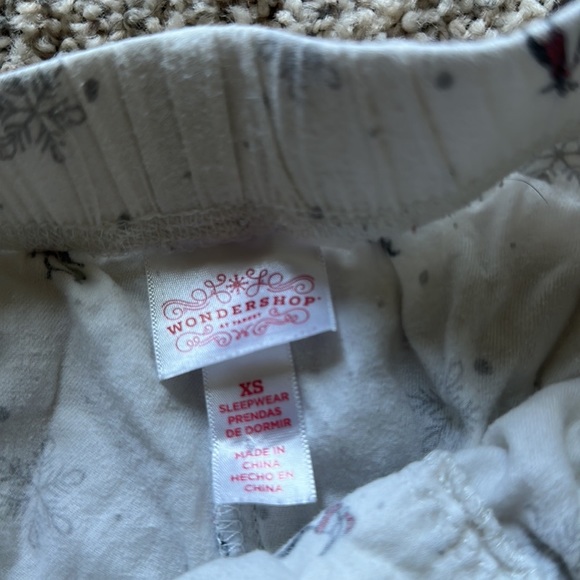 WONDERSHOP
AT TARGET
XS
SLEEPWEAR
PRENDAS
DE DORMIR
MADE IN
CHINA
HECHO EN
CHINA